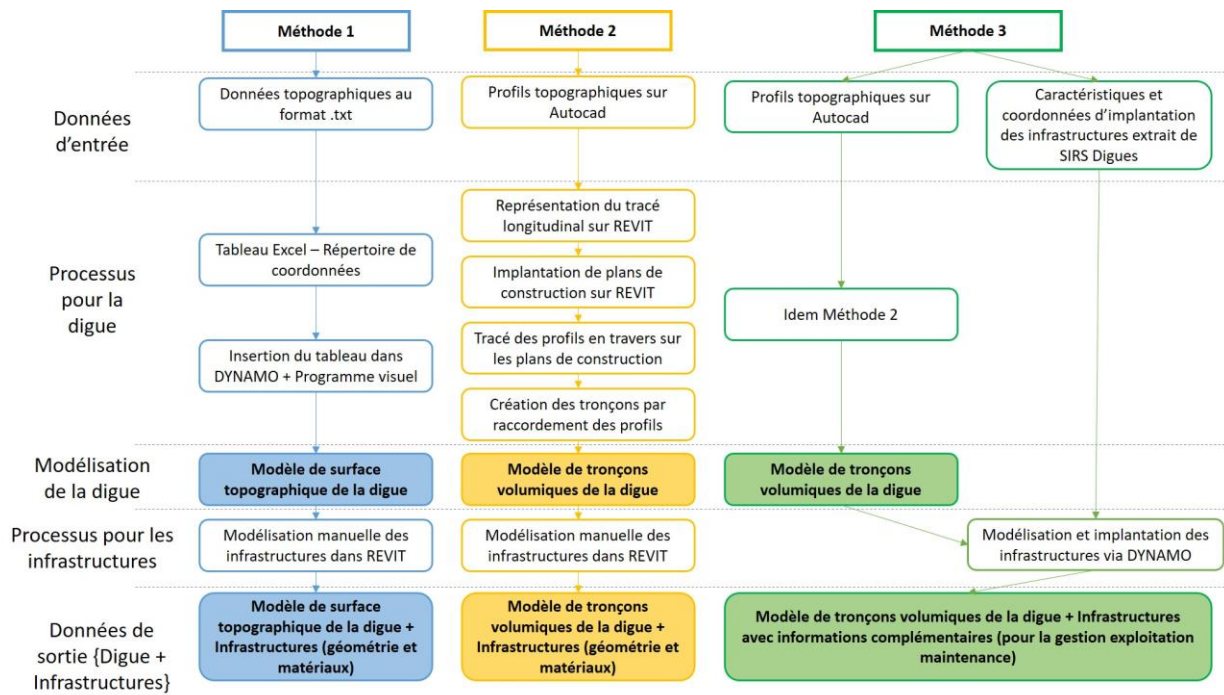 Méthode 1
Méthode 2
Méthode 3
Données
d’entrée
Données topographiques au
format .txt
Profils topographiques sur
Autocad
Profils topographiques sur
Autocad
Caractéristiques et
coordonnées d’implantation
des infrastructures extrait de
SIRS Digues
Processus
pour la
digue
Tableau Excel – Répertoire de
coordonnées
Insertion du tableau dans
DYNAMO + Programme visuel
Représentation du tracé
longitudinal sur REVIT
Implantation de plans de
construction sur REVIT
Tracé des profils en travers sur
les plans de construction
Création des tronçons par
raccordement des profils
Idem Méthode 2
Modélisation
de la digue
Modèle de surface
topographique de la digue
Modèle de tronçons
volumiques de la digue
Modèle de tronçons
volumiques de la digue
Processus pour les
infrastructures
Modélisation manuelle des
infrastructures dans REVIT
Modélisation manuelle des
infrastructures dans REVIT
Modélisation et implantation des
infrastructures via DYNAMO
Données de
sortie {Digue +
Infrastructures}
Modèle de surface
topographique de la digue +
Infrastructures (géométrie et
matériaux)
Modèle de tronçons
volumiques de la digue +
Infrastructures (géométrie et
matériaux)
Modèle de tronçons volumiques de la digue + Infrastructures
avec informations complémentaires (pour la gestion exploitation
maintenance)